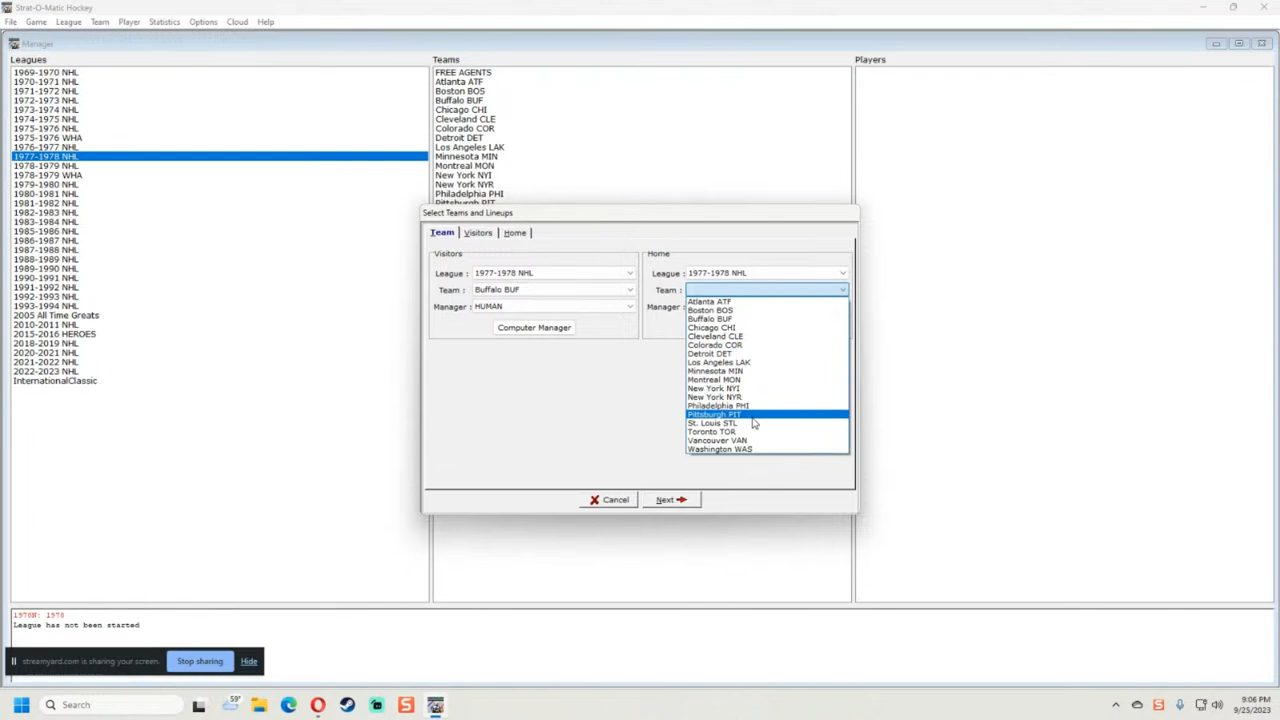 Strat-O-Matic Hockey
File Game League Team Player Statistics Options Cloud Help
Manager
Leagues
1969-1970 NHL
1970-1971 NHL
1971-1972 NHL
1972-1973 NHL
1973-1974 NHL
1974-1975 NHL
1975-1976 NHL
1975-1976 WHA
1976-1977 NHL
1977-1978 NHL
1978-1979 NHL
1978-1979 WHA
1979-1980 NHL
1980-1981 NHL
1981-1982 NHL
1982-1983 NHL
1983-1984 NHL
1985-1986 NHL
1986-1987 NHL
1987-1988 NHL
1988-1989 NHL
1989-1990 NHL
1990-1991 NHL
1991-1992 NHL
1992-1993 NHL
1993-1994 NHL
2005 All Time Greats
2010-2011 NHL
2015-2016 HEROES
2018-2019 NHL
2020-2021 NHL
2021-2022 NHL
2022-2023 NHL
InternationalClassic
Teams
FREE AGENTS
Atlanta ATF
Boston BOS
Buffalo BUF
Chicago CHI
Cleveland CLE
Colorado COR
Detroit DET
Los Angeles LAK
Minnesota MIN
Montreal MON
New York NYI
New York NYR
Philadelphia PHI
Pittsburgh PIT
Players
Select Teams and Lineups
Team Visitors Home
Visitors
League : 1977-1978 NHL
Team : Buffalo BUF
Manager : HUMAN
Computer Manager
Home
League : 1977-1978 NHL
Team :
Manager :
Atlanta ATF
Boston BOS
Buffalo BUF
Chicago CHI
Cleveland CLE
Colorado COR
Detroit DET
Los Angeles LAK
Minnesota MIN
Montreal MON
New York NYI
New York NYR
Philadelphia PHI
Pittsburgh PIT
St. Louis STL
Toronto TOR
Vancouver VAN
Washington WAS
Cancel Next
1978N: 1978
League has not been started
streamyard.com is sharing your screen. Stop sharing Hide
Search
59°
9:06 PM
9/25/2023